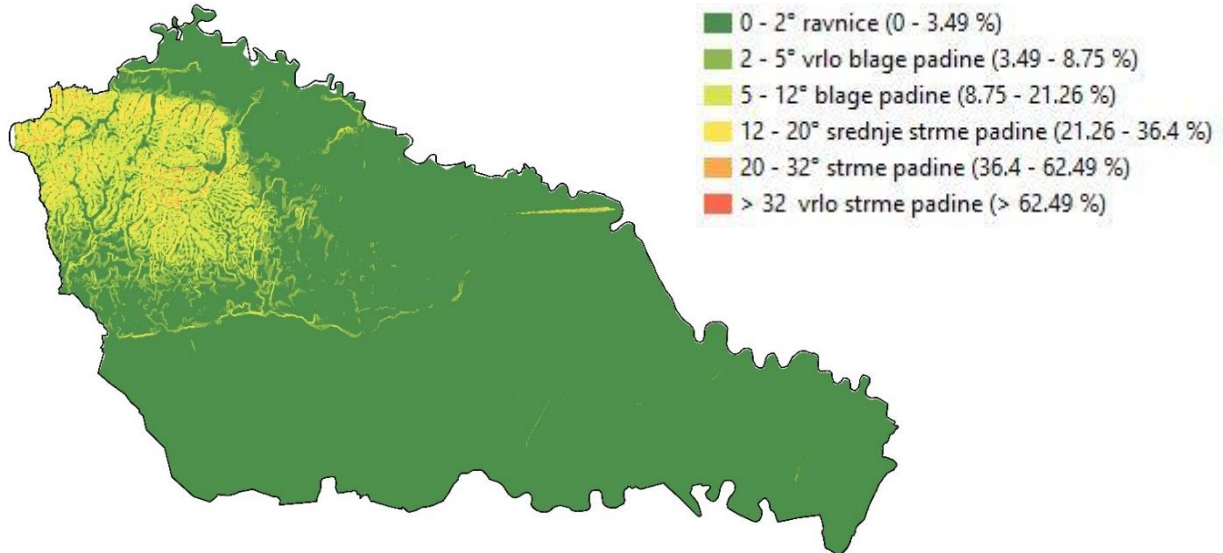 0 - 2° ravnice (0 - 3.49 %)
2 - 5° vrlo blage padine (3.49 - 8.75 %)
5 - 12° blage padine (8.75 - 21.26 %)
12 - 20° srednje strme padine (21.26 - 36.4 %)
20 - 32° strme padine (36.4 - 62.49 %)
> 32 vrlo strme padine (> 62.49 %)